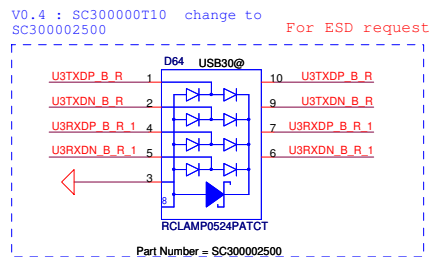 V0.4 : SC300000T10 change to
SC300002500
For ESD request
D64 USB30@
U3TXDP_B_R 1 10 U3TXDP_B_R
U3TXDN_B_R 2 9 U3TXDN_B_R
U3RXDP_B_R_1 4 7 U3RXDP_B_R_1
U3RXDN_B_R_1 5 6 U3RXDN_B_R_1
3
8
RCLAMP0524PATCT
Part Number = SC300002500